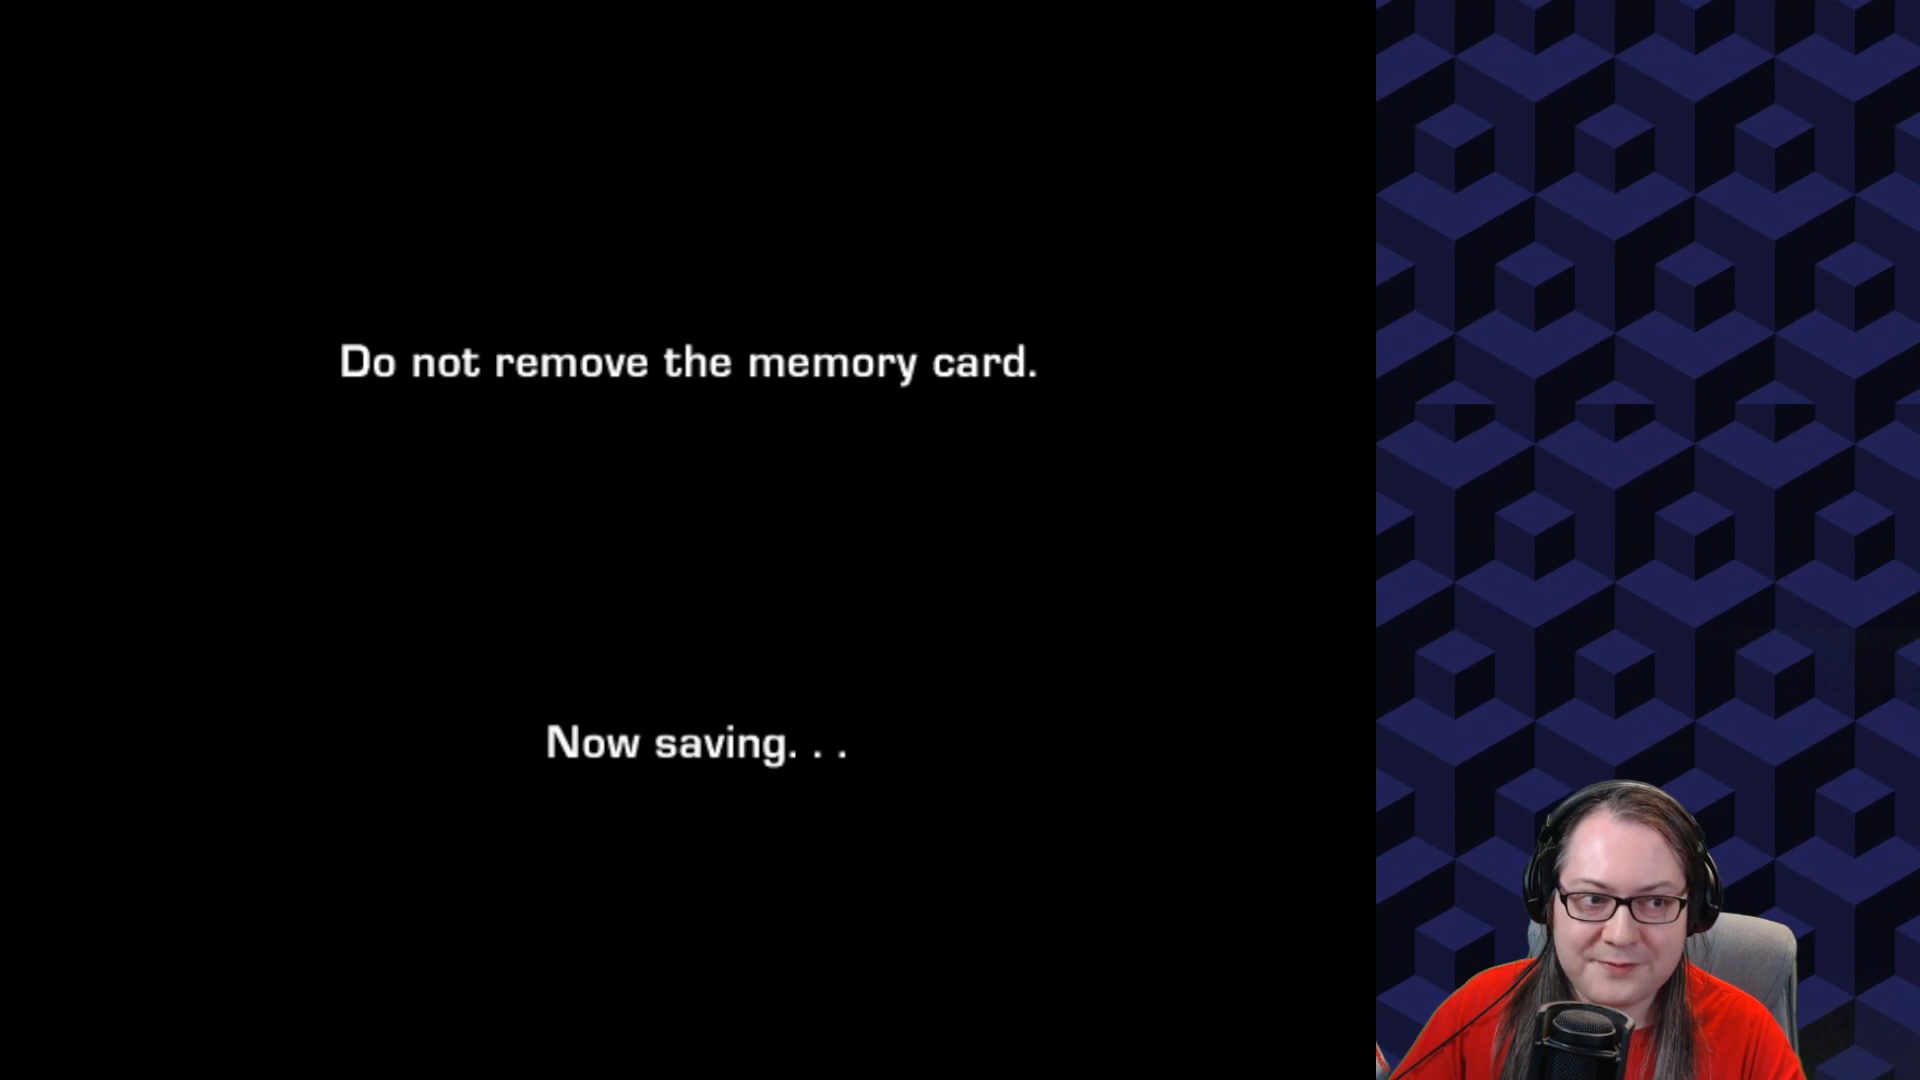 Do not remove the memory card.
Now saving. . .